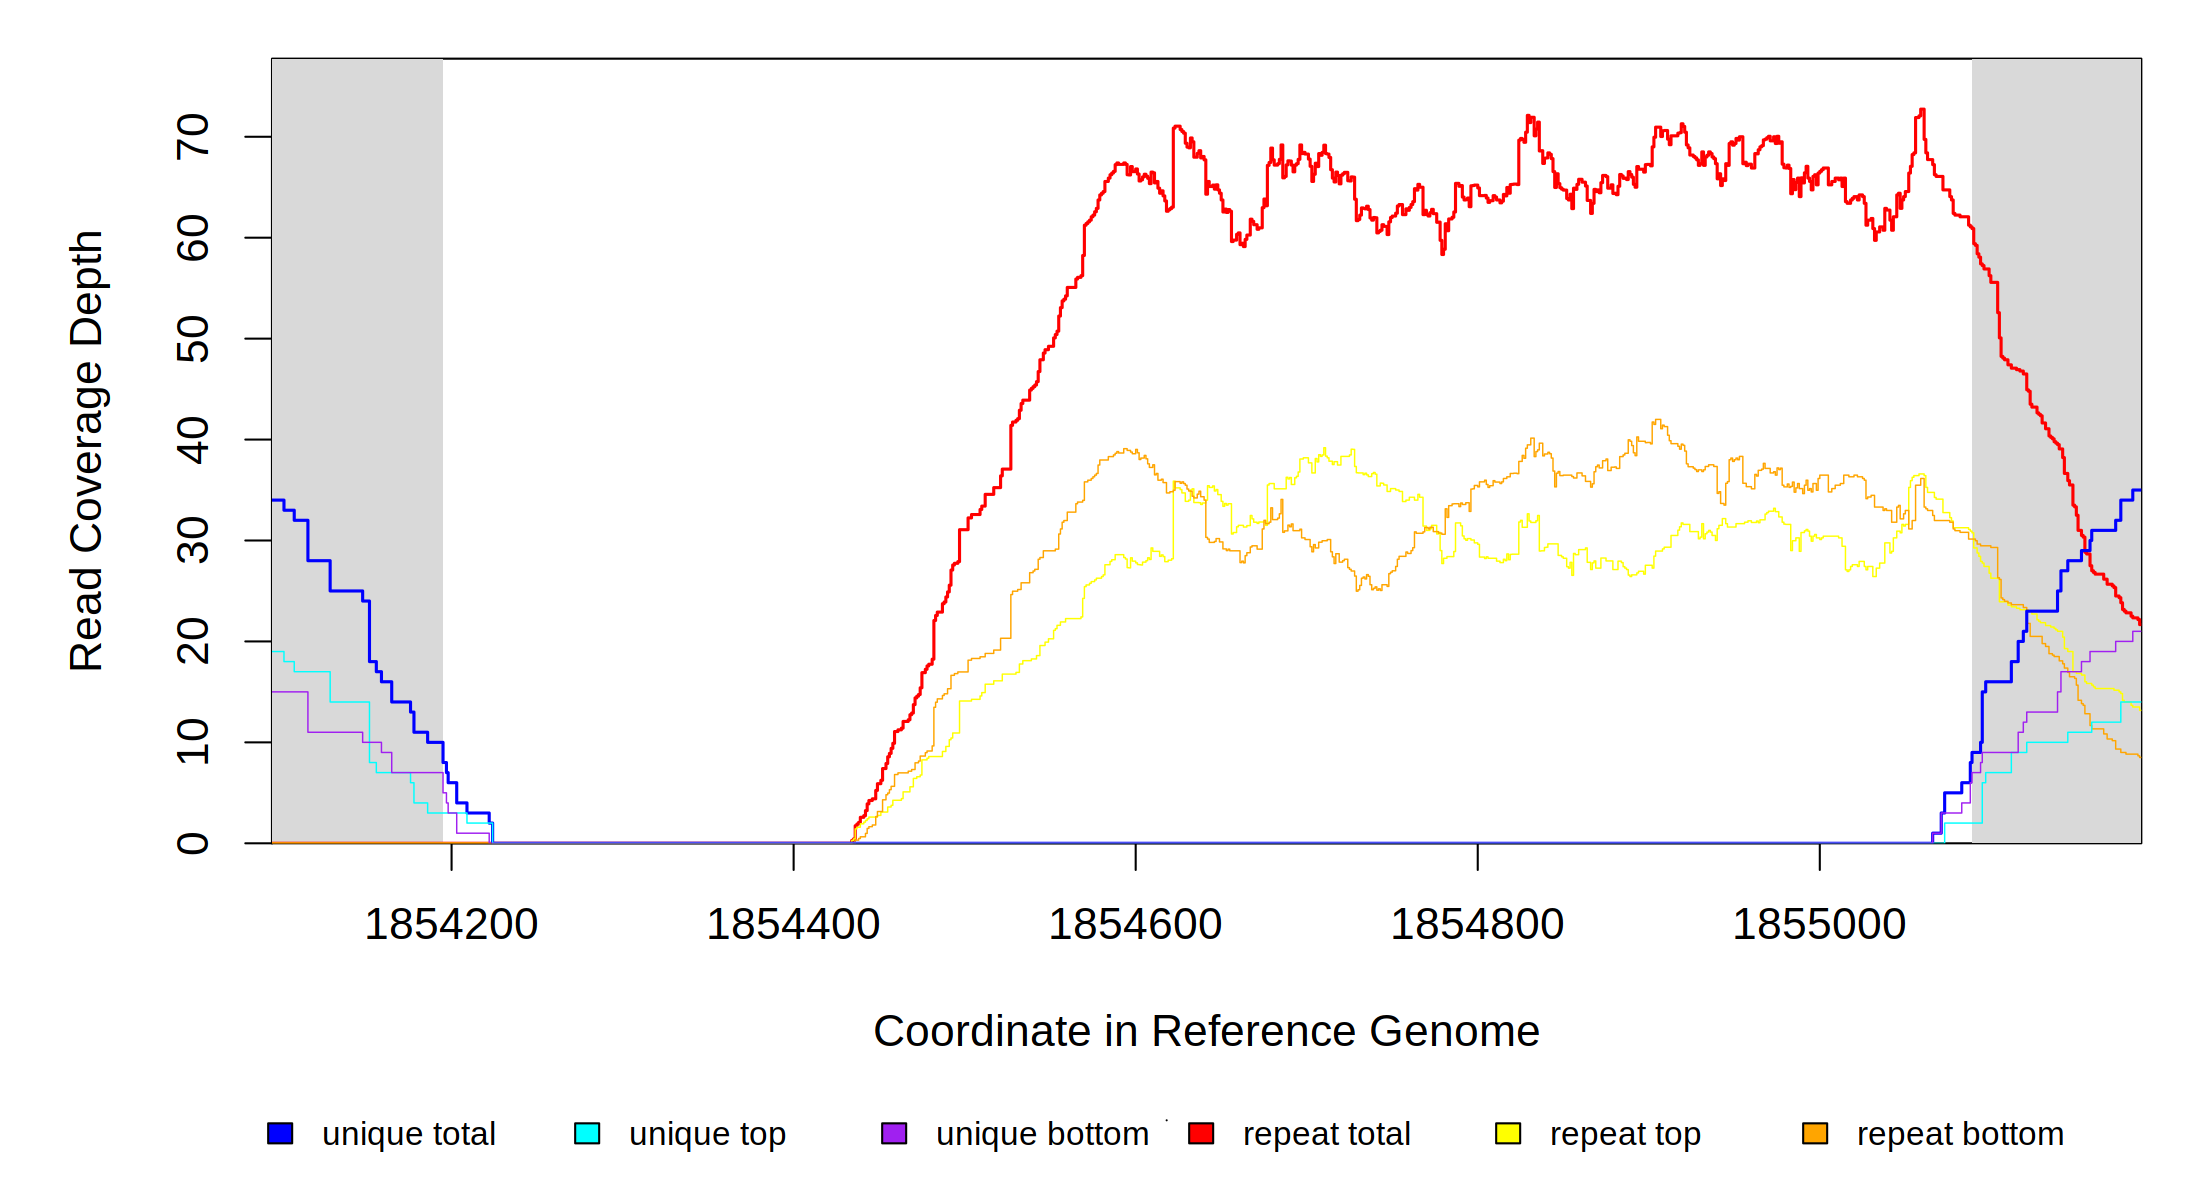 Read Coverage Depth
70
60
50
40
30
20
10
0
1854200 1854400 1854600 1854800 1855000
Coordinate in Reference Genome
unique total unique top unique bottom repeat total repeat top repeat bottom